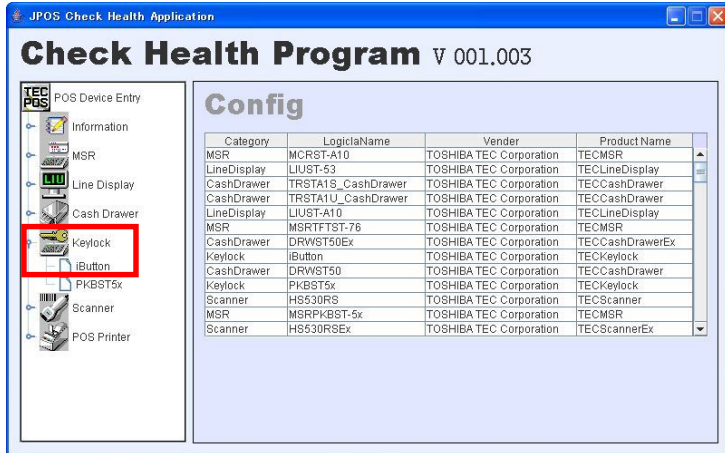 JPOS Check Health Application
Check Health Program V 001.003
TEC POS POS Device Entry
Information
MSR
LIU Line Display
Cash Drawer
Keylock
iButton
PKBST5x
Scanner
POS Printer
Config
Category LogiclaName Vender Product Name
MSR MCRST-A10 TOSHIBA TEC Corporation TECMSR
LineDisplay LIUST-53 TOSHIBA TEC Corporation TECLineDisplay
CashDrawer TRSTA1S_CashDrawer TOSHIBA TEC Corporation TECCashDrawer
CashDrawer TRSTA1U_CashDrawer TOSHIBA TEC Corporation TECCashDrawer
LineDisplay LIUST-A10 TOSHIBA TEC Corporation TECLineDisplay
MSR MSRTFTST-76 TOSHIBA TEC Corporation TECMSR
CashDrawer DRWST50Ex TOSHIBA TEC Corporation TECCashDrawerEx
Keylock iButton TOSHIBA TEC Corporation TECKeylock
CashDrawer DRWST50 TOSHIBA TEC Corporation TECCashDrawer
Keylock PKBST5x TOSHIBA TEC Corporation TECKeylock
Scanner HS530RS TOSHIBA TEC Corporation TECScanner
MSR MSRPKBST-5x TOSHIBA TEC Corporation TECMSR
Scanner HS530RSEx TOSHIBA TEC Corporation TECScannerEx